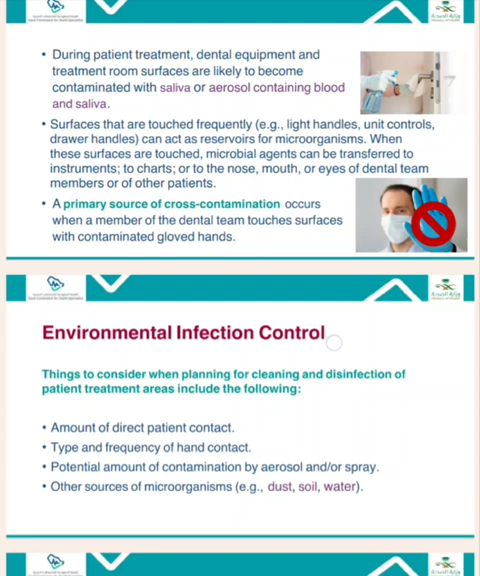 • During patient treatment, dental equipment and
treatment room surfaces are likely to become
contaminated with saliva or aerosol containing blood
and saliva.
• Surfaces that are touched frequently (e.g., light handles, unit controls,
drawer handles) can act as reservoirs for microorganisms. When
these surfaces are touched, microbial agents can be transferred to
instruments; to charts; or to the nose, mouth, or eyes of dental team
members or of other patients.
• A primary source of cross-contamination occurs
when a member of the dental team touches surfaces
with contaminated gloved hands.
وزارة الصحة
Environmental Infection Control
Things to consider when planning for cleaning and disinfection of
patient treatment areas include the following:
• Amount of direct patient contact.
• Type and frequency of hand contact.
• Potential amount of contamination by aerosol and/or spray.
• Other sources of microorganisms (e.g., dust, soil, water).
وزارة الصحة